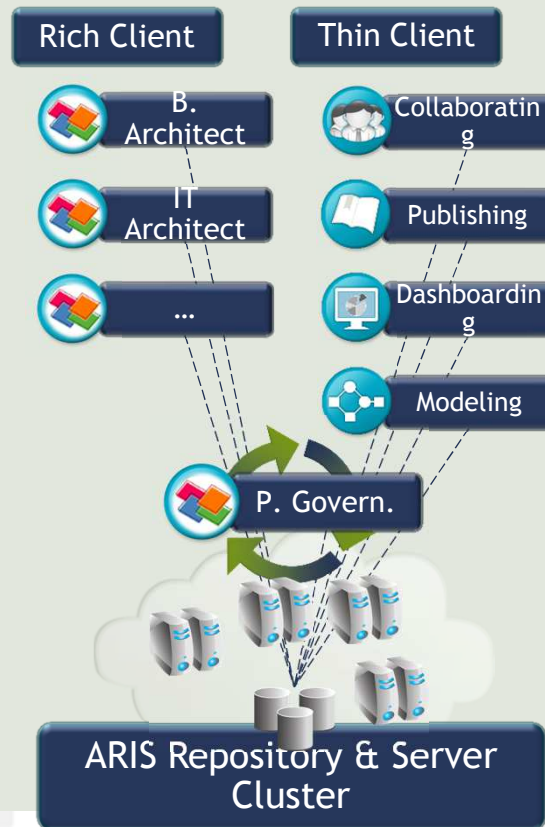 Rich Client
Thin Client
B.
Architect
Collaboratin
g
IT
Architect
Publishing
…
Dashboardin
g
Modeling
P. Govern.
ARIS Repository & Server
Cluster